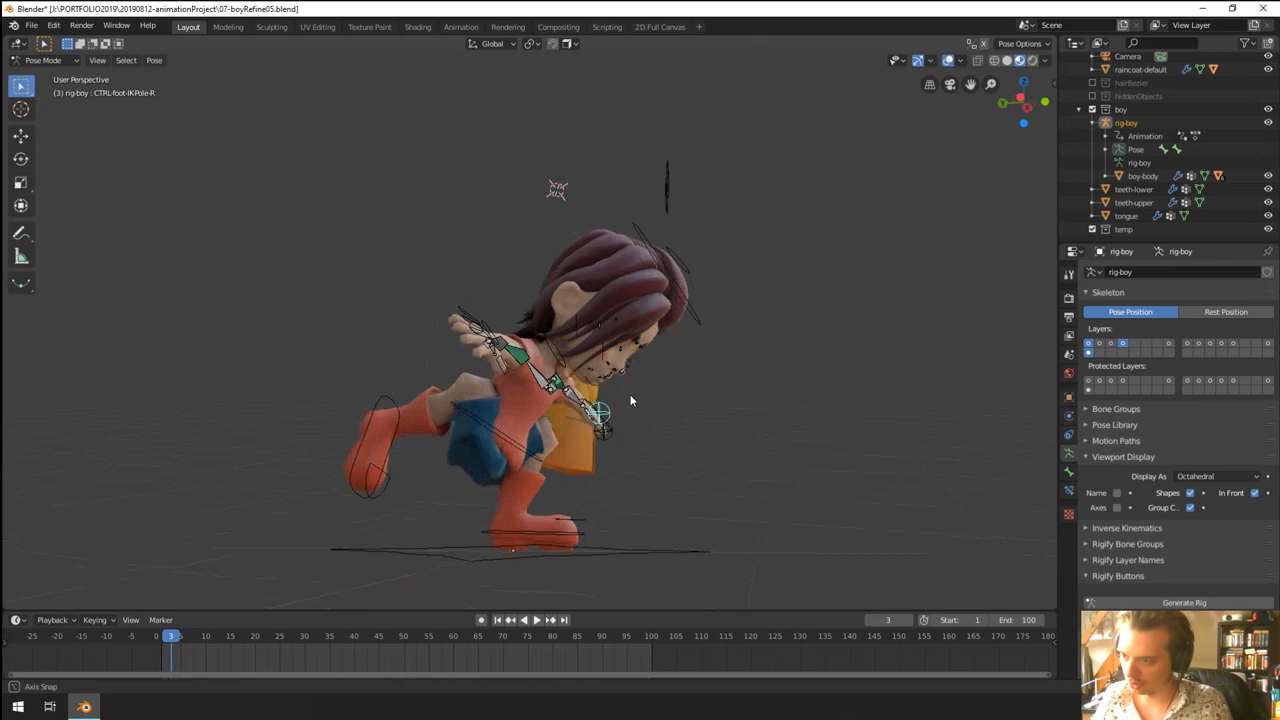 Blender* [J:\PORTFOLIO2019\20190812-animationProject\07-boyRefine05.blend]
File Edit Render Window Help Layout Modeling Sculpting UV Editing Texture Paint Shading Animation Rendering Compositing Scripting 2D Full Canvas + Scene View Layer
Global Pose Options
Pose Mode View Select Pose
User Perspective
(3) rig-boy : CTRL-foot-IKPole-R
Camera
raincoat-default
hairBezier
hiddenObjects
boy
rig-boy
Animation
Pose
rig-boy
boy-body
teeth-lower
teeth-upper
tongue
temp
rig-boy rig-boy
rig-boy
Skeleton
Pose Position Rest Position
Layers:
Protected Layers:
Bone Groups
Pose Library
Motion Paths
Viewport Display
Display As Octahedral
Name Shapes In Front
Axes Group C..
Inverse Kinematics
Rigify Bone Groups
Rigify Layer Names
Rigify Buttons
Generate Rig
Playback Keying View Marker 3 Start: 1 End: 100
-25 -20 -15 -10 -5 0 3 5 10 15 20 25 30 35 40 45 50 55 60 65 70 75 80 85 90 95 100 105 110 115 120 125 130 135 140 145 150 155 160 165 170 175 180
Axis Snap